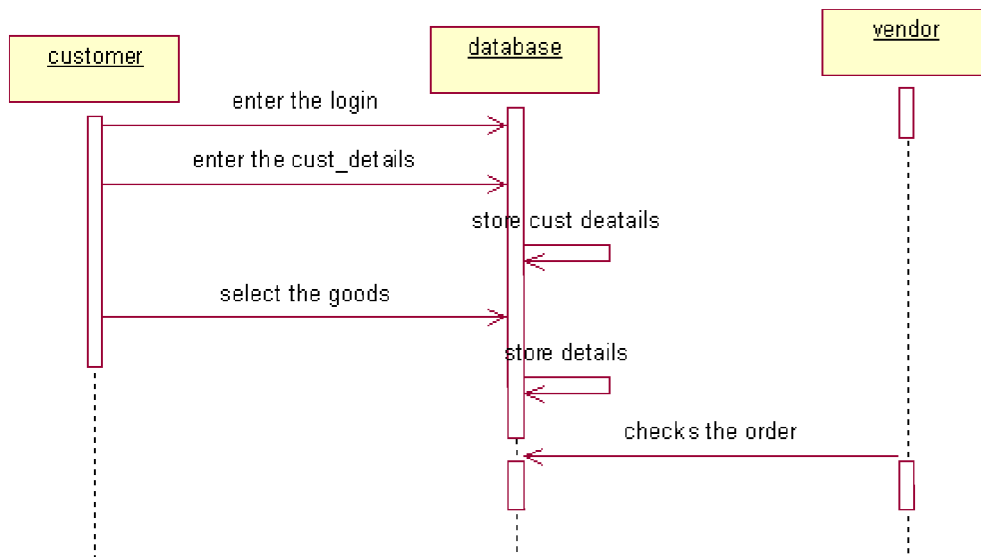 customer
database
vendor
enter the login
enter the cust_details
store cust deatails
select the goods
store details
checks the order